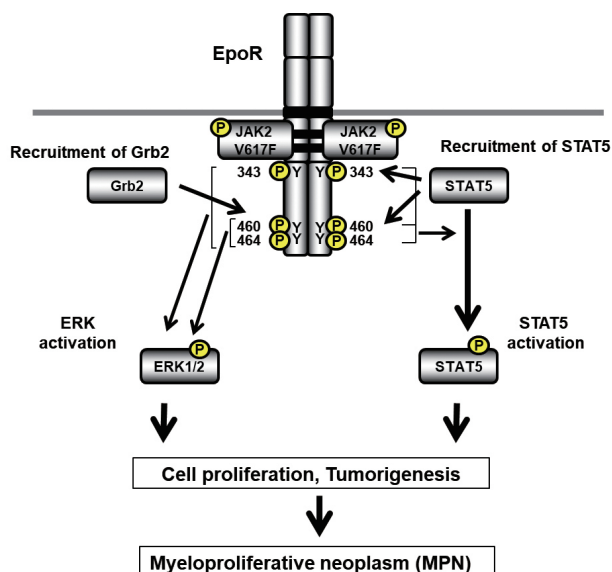 EpoR
P JAK2 JAK2 P
V617F V617F
Recruitment of Grb2
Recruitment of STAT5
343 P Y Y P 343
Grb2
STAT5
460 P Y Y P 460
464 P Y Y P 464
ERK
activation
STAT5
activation
P
ERK1/2
P
STAT5
Cell proliferation, Tumorigenesis
Myeloproliferative neoplasm (MPN)